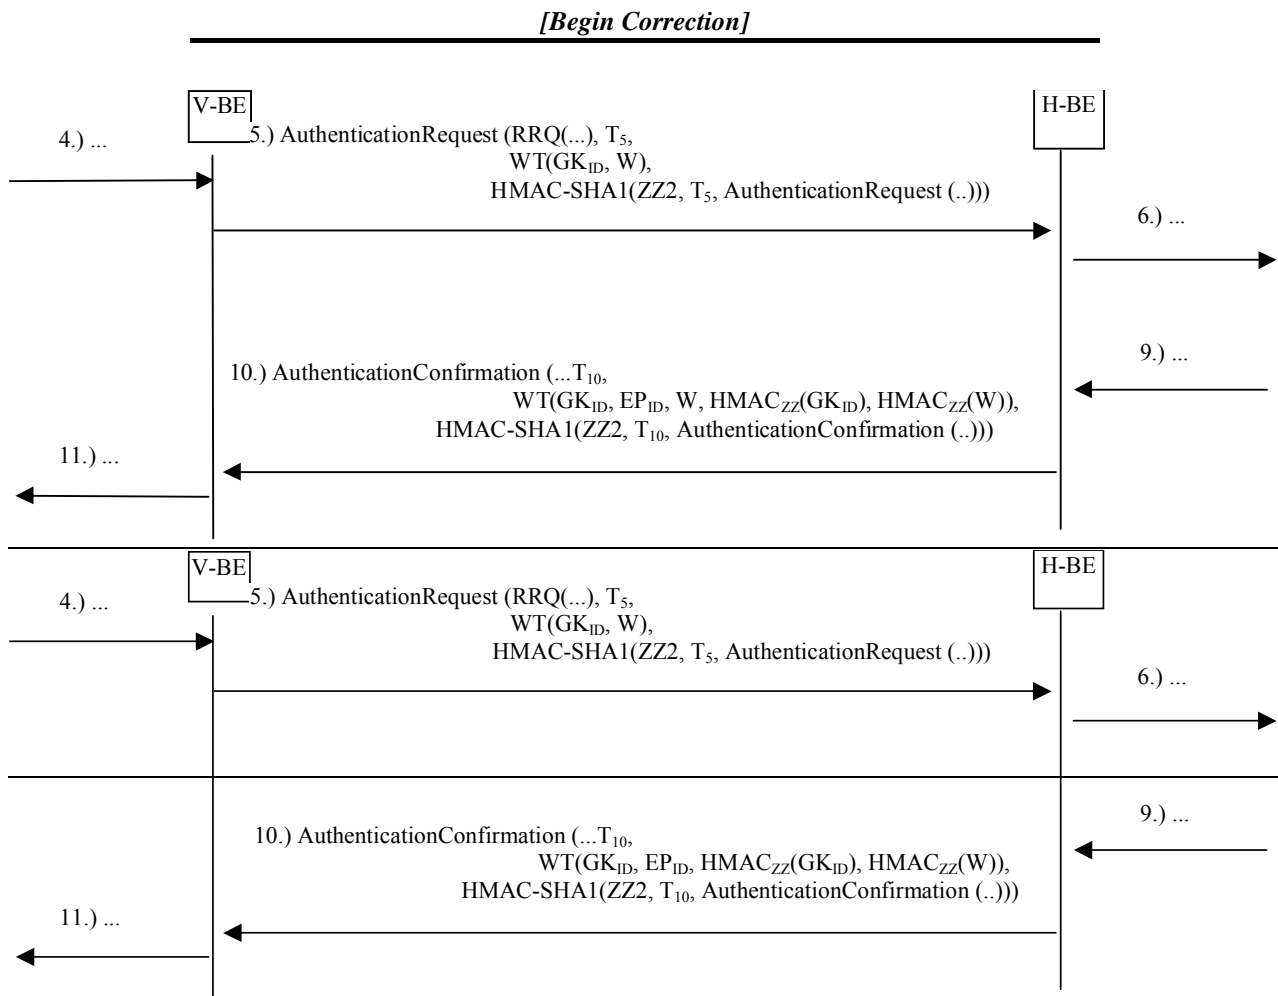 [Begin Correction]
V-BE
H-BE
4.) ...
5.) AuthenticationRequest (RRQ(...), T5,
WT(GKID, W),
HMAC-SHA1(ZZ2, T5, AuthenticationRequest (..)))
6.) ...
9.) ...
10.) AuthenticationConfirmation (...T10,
WT(GKID, EPID, W, HMACZZ(GKID), HMACZZ(W)),
HMAC-SHA1(ZZ2, T10, AuthenticationConfirmation (..)))
11.) ...
V-BE
H-BE
4.) ...
5.) AuthenticationRequest (RRQ(...), T5,
WT(GKID, W),
HMAC-SHA1(ZZ2, T5, AuthenticationRequest (..)))
6.) ...
9.) ...
10.) AuthenticationConfirmation (...T10,
WT(GKID, EPID, HMACZZ(GKID), HMACZZ(W)),
HMAC-SHA1(ZZ2, T10, AuthenticationConfirmation (..)))
11.) ...